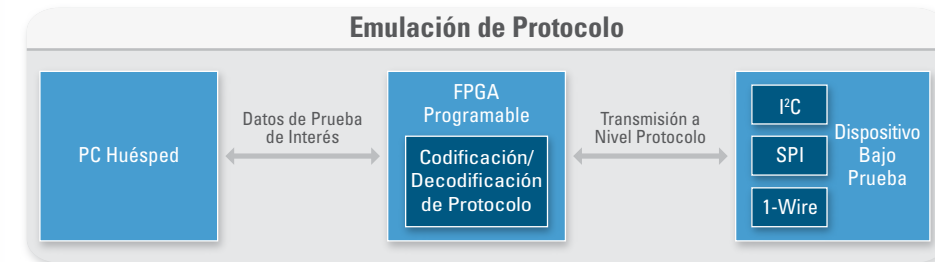 Emulación de Protocolo
PC Huésped
Datos de Prueba
de Interés
FPGA
Programable
Codificación/
Decodificación
de Protocolo
Transmisión a
Nivel Protocolo
I²C
SPI
1-Wire
Dispositivo
Bajo
Prueba